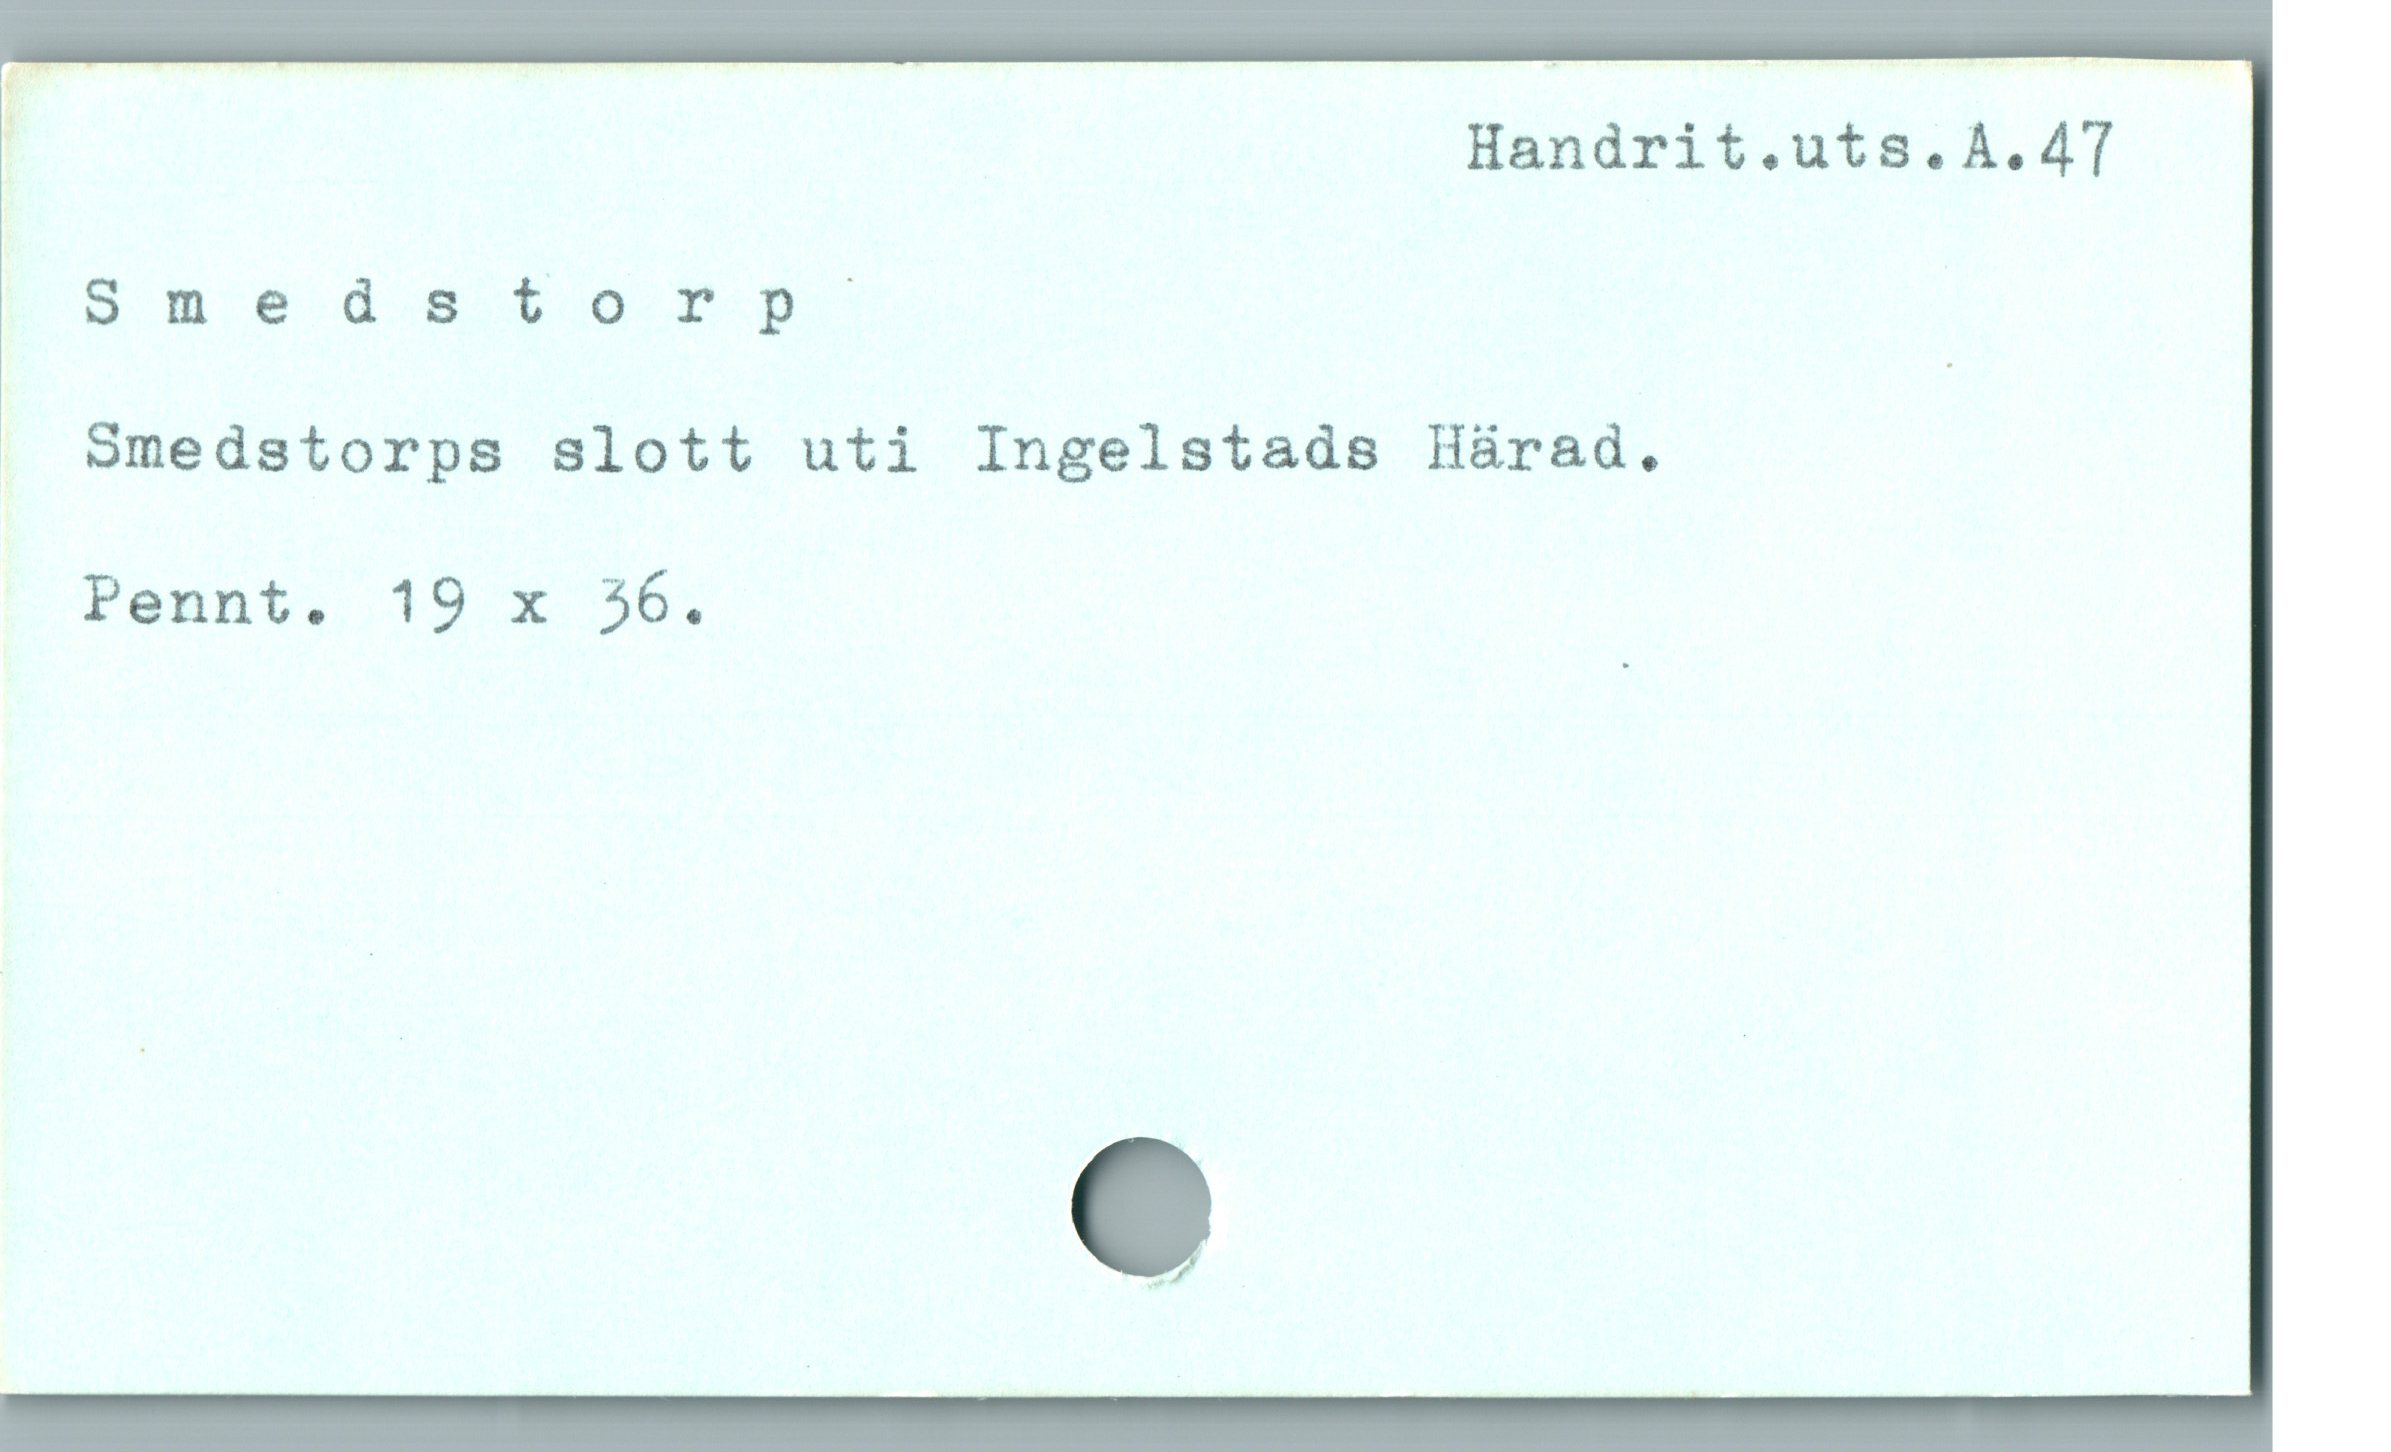 Handrit.uts.A.47
S m e d s t o r p
Smedstorps slott uti Ingelstads Härad.
Pennt. 19 x 36.